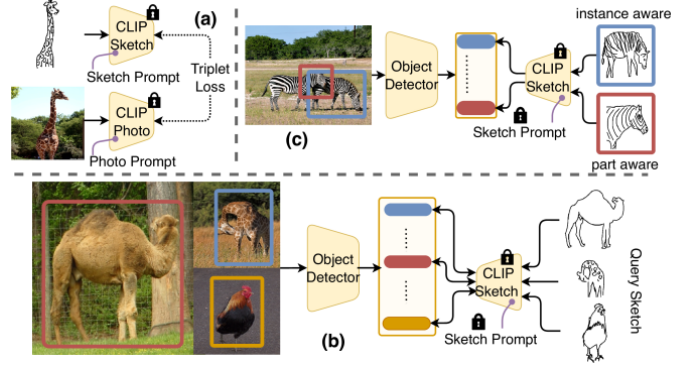 (a)
CLIP
Sketch
Sketch Prompt
Triplet
Loss
CLIP
Photo
Photo Prompt
(c)
Object
Detector
CLIP
Sketch
Sketch Prompt
instance aware
part aware
Object
Detector
(b)
CLIP
Sketch
Sketch Prompt
Query Sketch